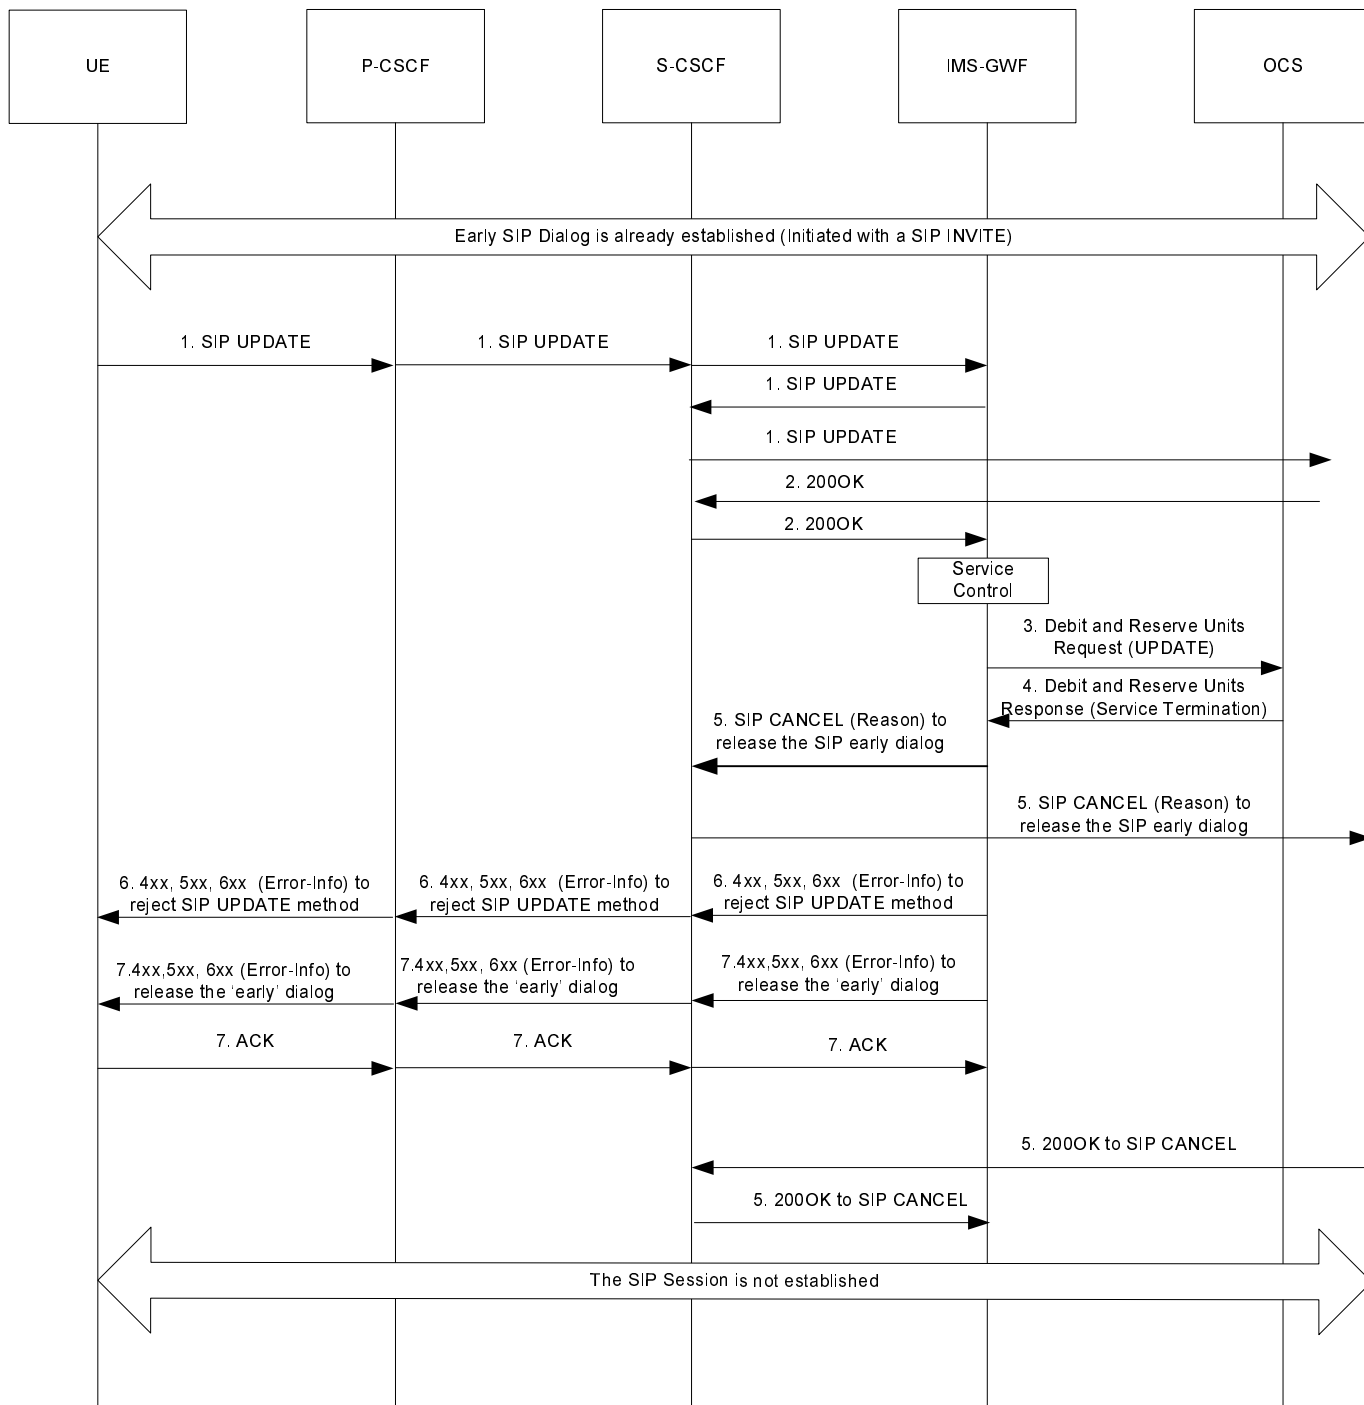 UE
P-CSCF
S-CSCF
IMS-GWF
OCS
Early SIP Dialog is already established (Initiated with a SIP INVITE)
1. SIP UPDATE
1. SIP UPDATE
1. SIP UPDATE
1. SIP UPDATE
1. SIP UPDATE
2. 200OK
2. 200OK
Service
Control
3. Debit and Reserve Units
Request (UPDATE)
4. Debit and Reserve Units
Response (Service Termination)
5. SIP CANCEL (Reason) to
release the SIP early dialog
5. SIP CANCEL (Reason) to
release the SIP early dialog
6. 4xx, 5xx, 6xx (Error-Info) to
reject SIP UPDATE method
6. 4xx, 5xx, 6xx (Error-Info) to
reject SIP UPDATE method
6. 4xx, 5xx, 6xx (Error-Info) to
reject SIP UPDATE method
7.4xx,5xx, 6xx (Error-Info) to
release the ‘early’ dialog
7.4xx,5xx, 6xx (Error-Info) to
release the ‘early’ dialog
7.4xx,5xx, 6xx (Error-Info) to
release the ‘early’ dialog
7. ACK
7. ACK
7. ACK
5. 200OK to SIP CANCEL
5. 200OK to SIP CANCEL
The SIP Session is not established